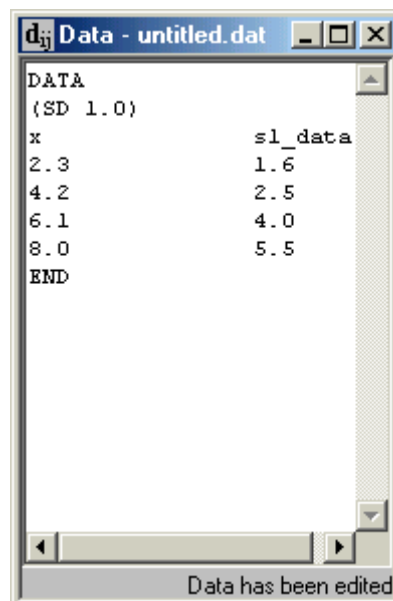 dij Data - untitled.dat
DATA
(SD 1.0)
x sl_data
2.3 1.6
4.2 2.5
6.1 4.0
8.0 5.5
END
Data has been edited